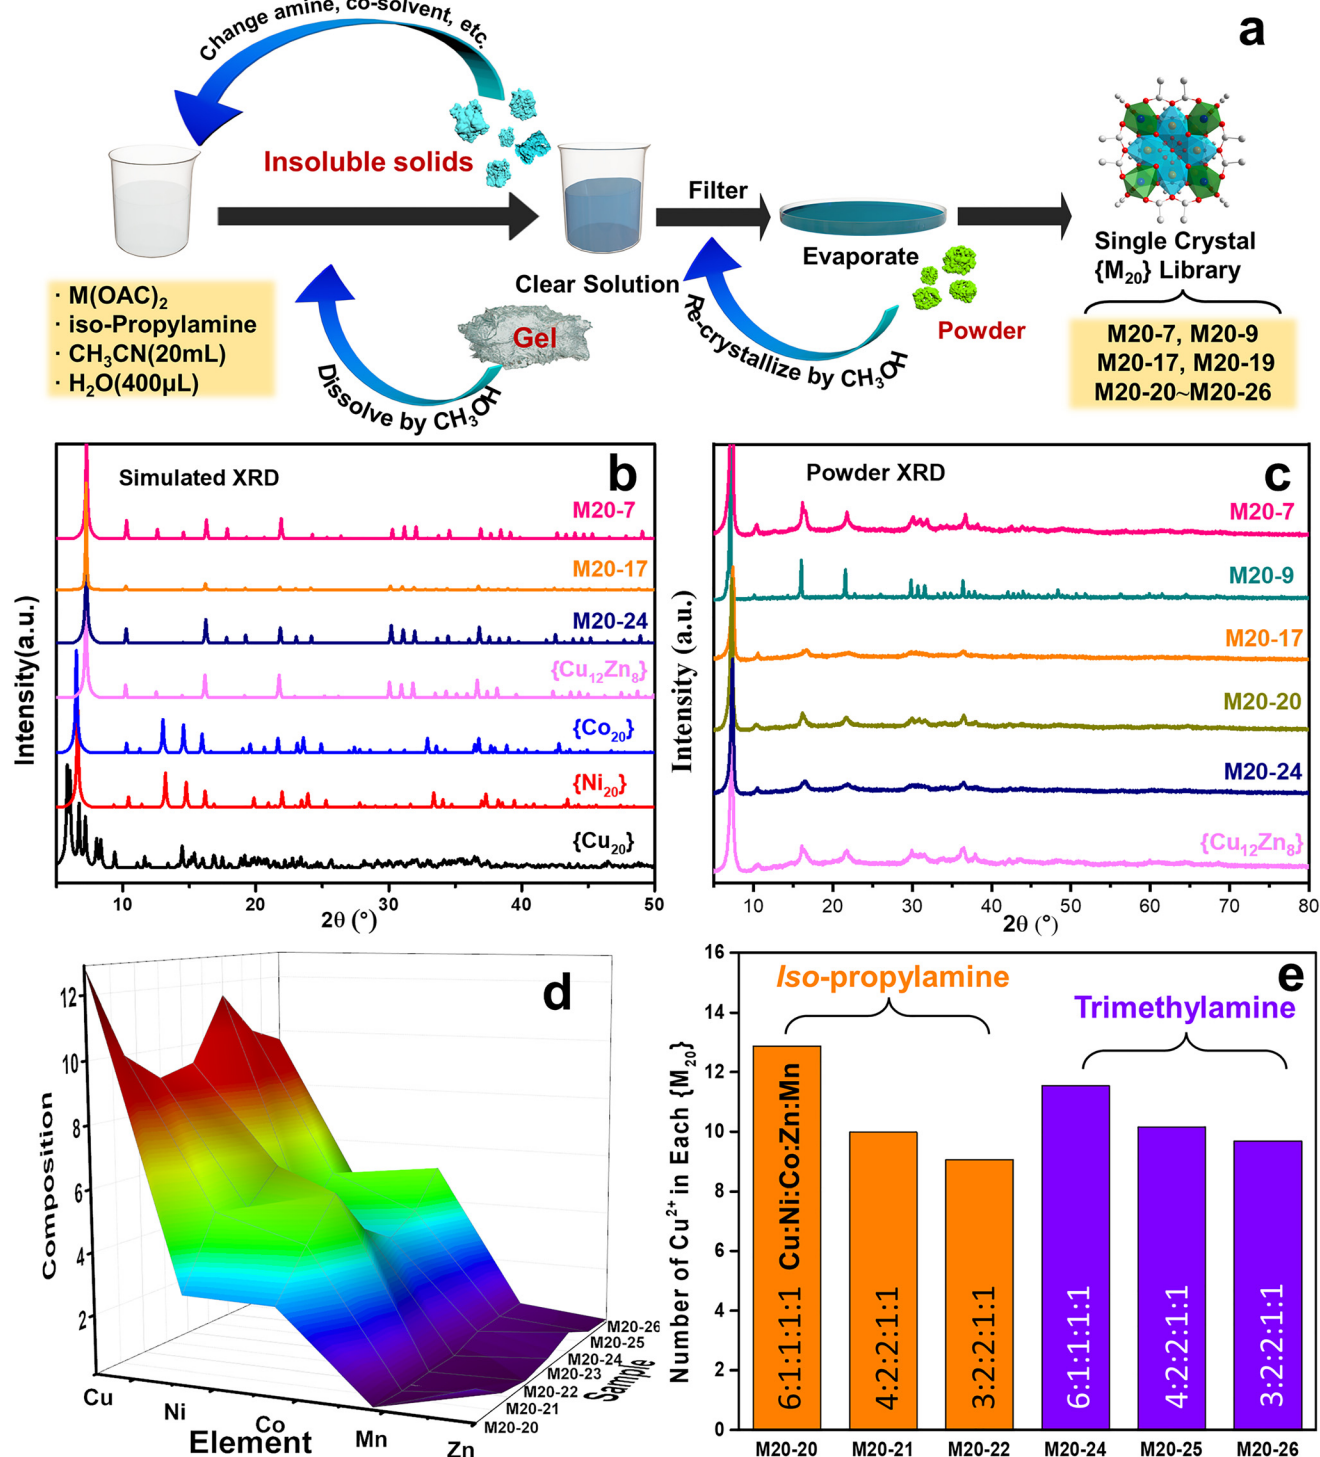 a
Change amine, co-solvent, etc.
Insoluble solids
Filter
Evaporate
Clear Solution
Single Crystal
{M20} Library
· M(OAC)2
· iso-Propylamine
· CH3CN(20mL)
· H2O(400µL)
Gel
Dissolve by CH3OH
Re-crystallize by CH3OH
Powder
M20-7, M20-9
M20-17, M20-19
M20-20~M20-26
b
Simulated XRD
M20-7
M20-17
M20-24
{Cu12Zn8}
{Co20}
{Ni20}
{Cu20}
Intensity(a.u.)
10 20 30 40 50
2θ (°)
c
Powder XRD
M20-7
M20-9
M20-17
M20-20
M20-24
{Cu12Zn8}
Intensity (a.u.)
10 20 30 40 50 60 70 80
2θ (°)
d
Composition
12
10
8
6
4
2
Cu
Ni
Co
Mn
Zn
Element
M20-26
M20-25
M20-24
M20-23
M20-22
M20-21
M20-20
Sample
e
Iso-propylamine
Trimethylamine
Number of Cu2+ in Each {M20}
16
14
12
10
8
6
4
2
0
Cu:Ni:Co:Zn:Mn
6:1:1:1:1
4:2:2:1:1
3:2:2:1:1
6:1:1:1:1
4:2:2:1:1
3:2:2:1:1
M20-20 M20-21 M20-22 M20-24 M20-25 M20-26